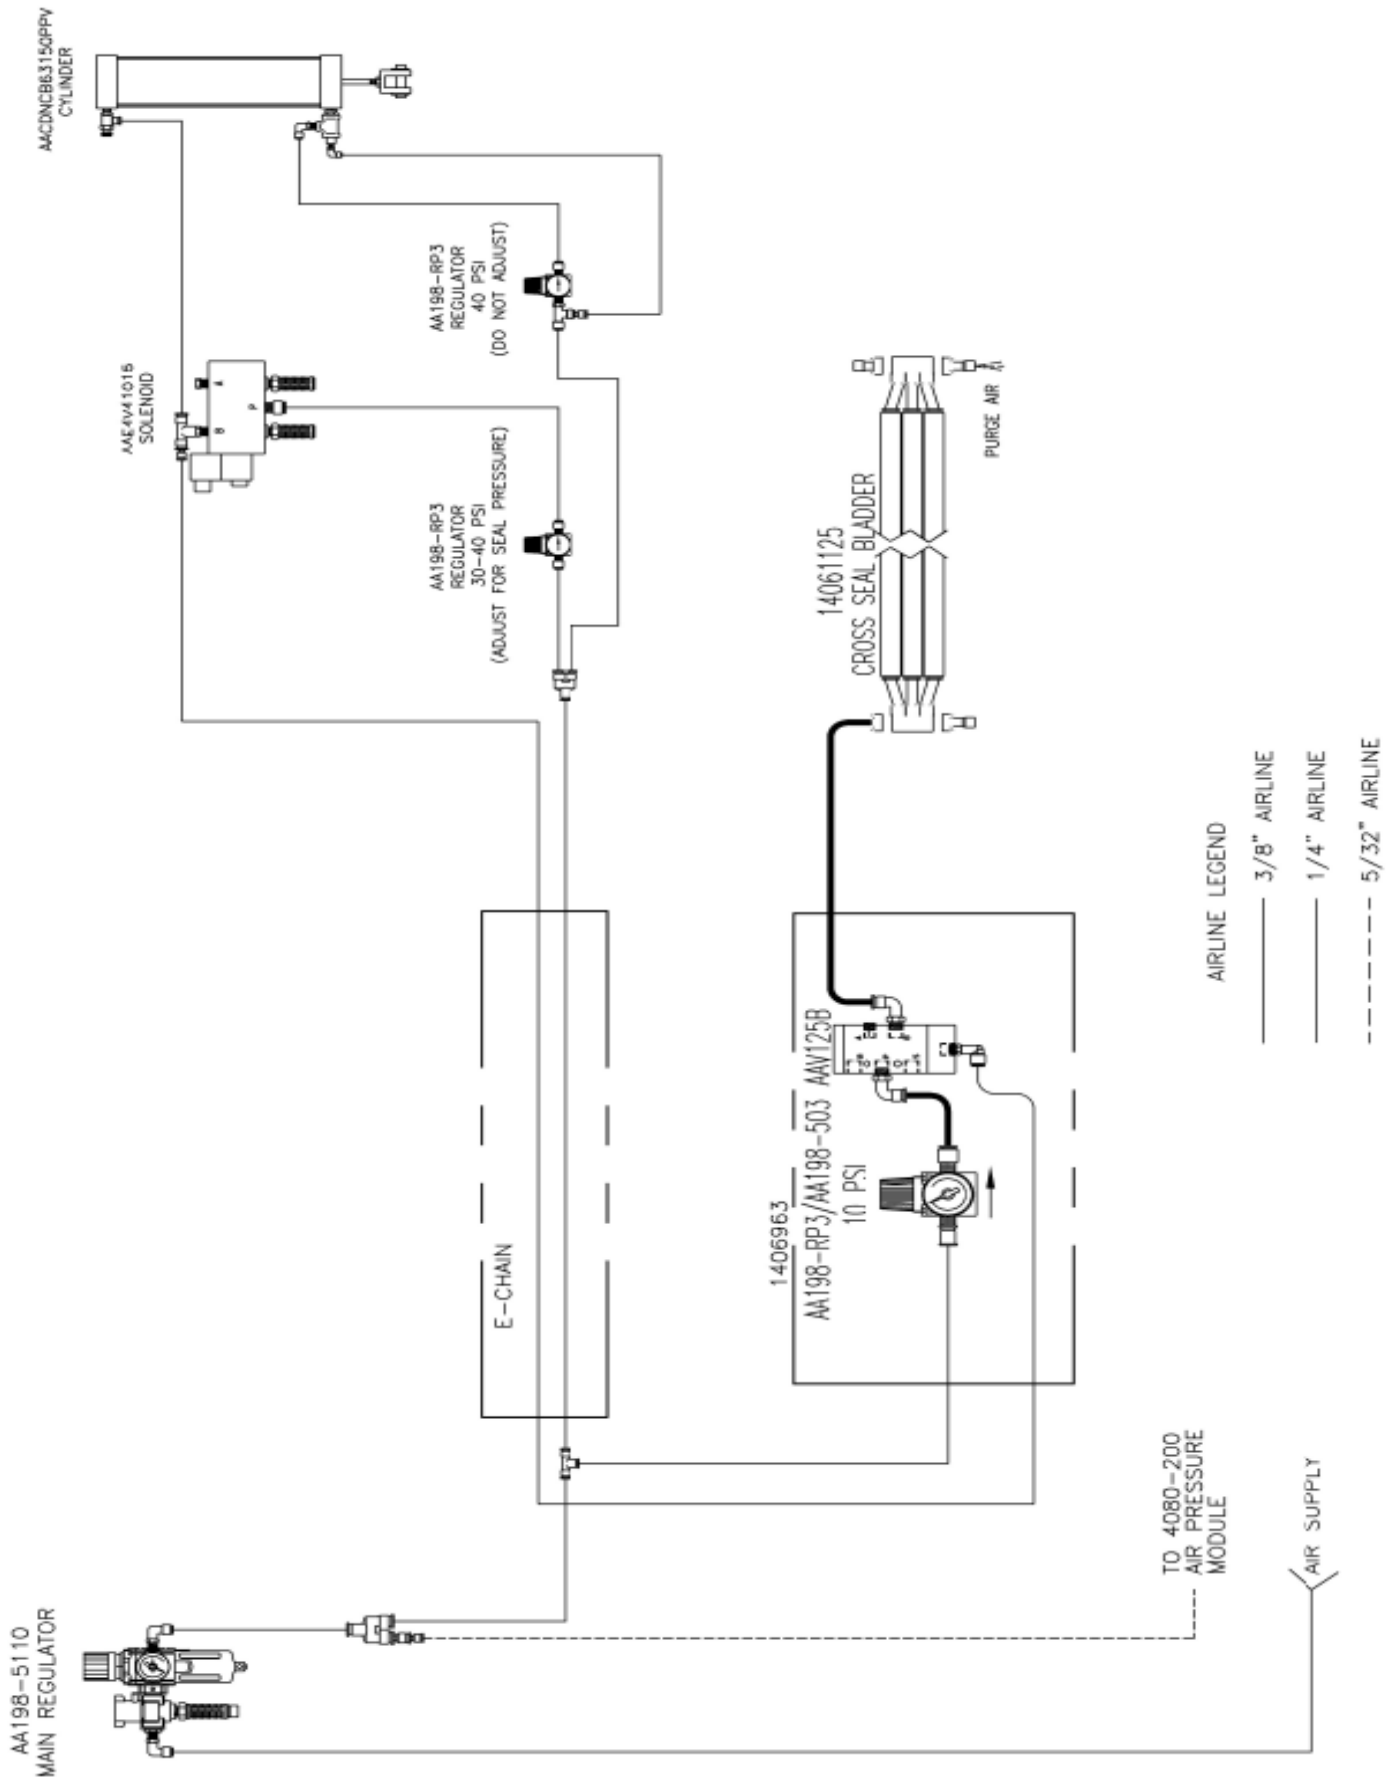 AACDNCB63150PPV
CYLINDER
AAE4V41015
SOLENOID
B
A
P
AA198-RP3
REGULATOR
40 PSI
(DO NOT ADJUST)
AA198-RP3
REGULATOR
30-40 PSI
(ADJUST FOR SEAL PRESSURE)
14061125
CROSS SEAL BLADDER
PURGE AIR
E-CHAIN
1406963
AA198-RP3/AA198-503 AAV125B
10 PSI
AA198-5110
MAIN REGULATOR
TO 4080-200
AIR PRESSURE
MODULE
AIR SUPPLY
AIRLINE LEGEND
3/8" AIRLINE
1/4" AIRLINE
5/32" AIRLINE